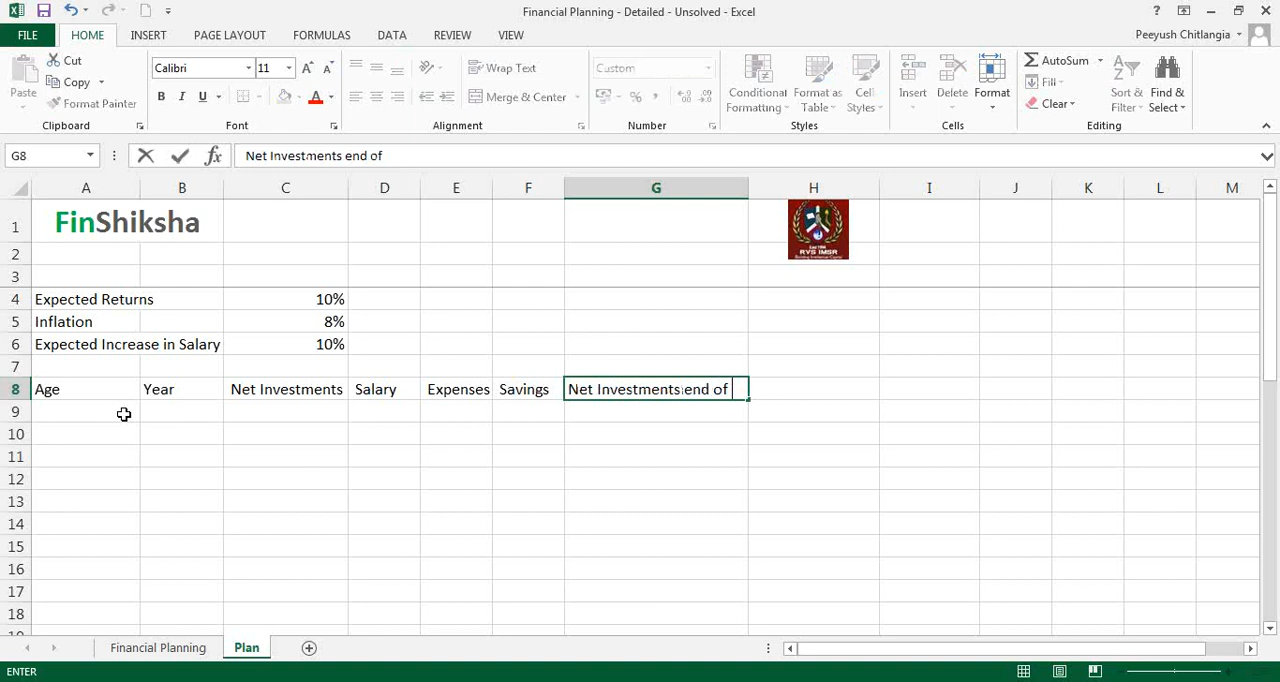 Financial Planning - Detailed - Unsolved - Excel
?
FILE HOME INSERT PAGE LAYOUT FORMULAS DATA REVIEW VIEW Peeyush Chitlangia
Paste Cut Copy Format Painter
Calibri 11
B I U A
Wrap Text
Merge & Center
Custom
%
Conditional Formatting Format as Table Cell Styles
Insert Delete Format
AutoSum Fill Clear
Sort & Filter Find & Select
Clipboard Font Alignment Number Styles Cells Editing
G8 fx Net Investments end of
A B C D E F G H I J K L M
1 FinShiksha
RVS IMSR
2
3
4 Expected Returns 10%
5 Inflation 8%
6 Expected Increase in Salary 10%
7
8 Age Year Net Investments Salary Expenses Savings Net Investments end of
9
10
11
12
13
14
15
16
17
18
Financial Planning Plan
ENTER